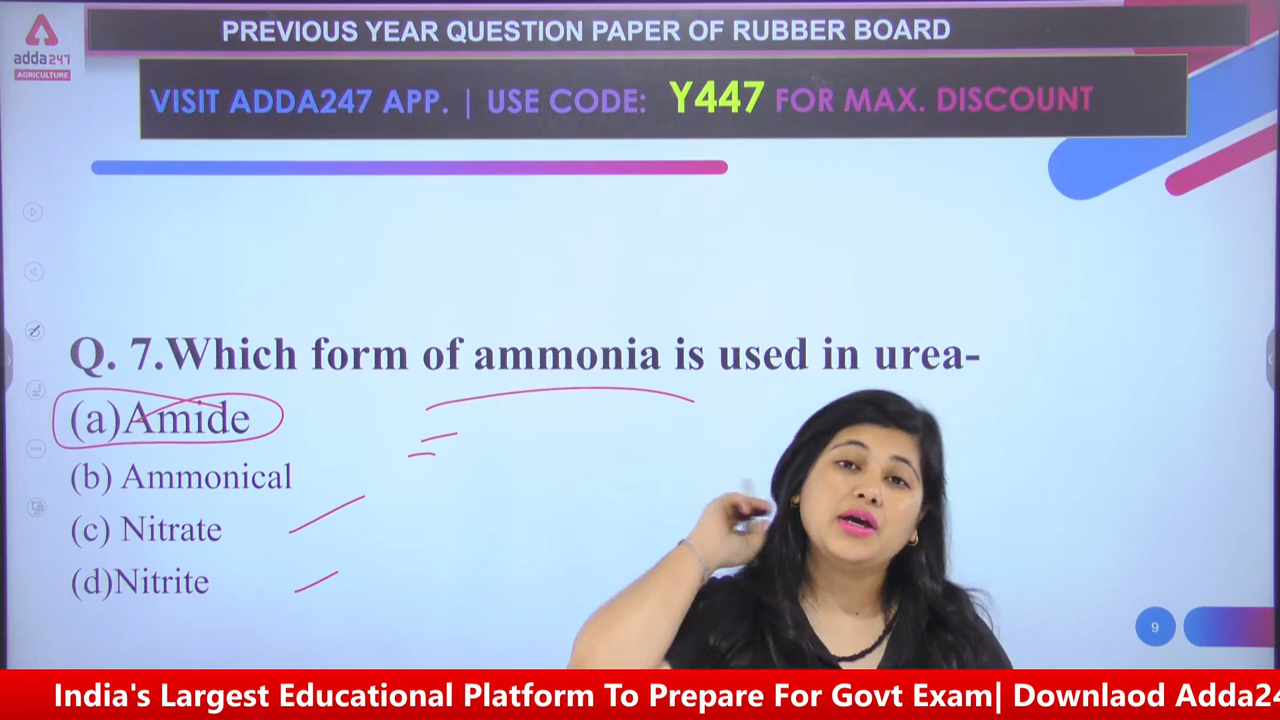 PREVIOUS YEAR QUESTION PAPER OF RUBBER BOARD
adda247
AGRICULTURE
VISIT ADDA247 APP. | USE CODE: Y447 FOR MAX. DISCOUNT
Q. 7.Which form of ammonia is used in urea-
(a)Amide
(b) Ammonical
(c) Nitrate
(d)Nitrite
9
India's Largest Educational Platform To Prepare For Govt Exam| Downlaod Adda24